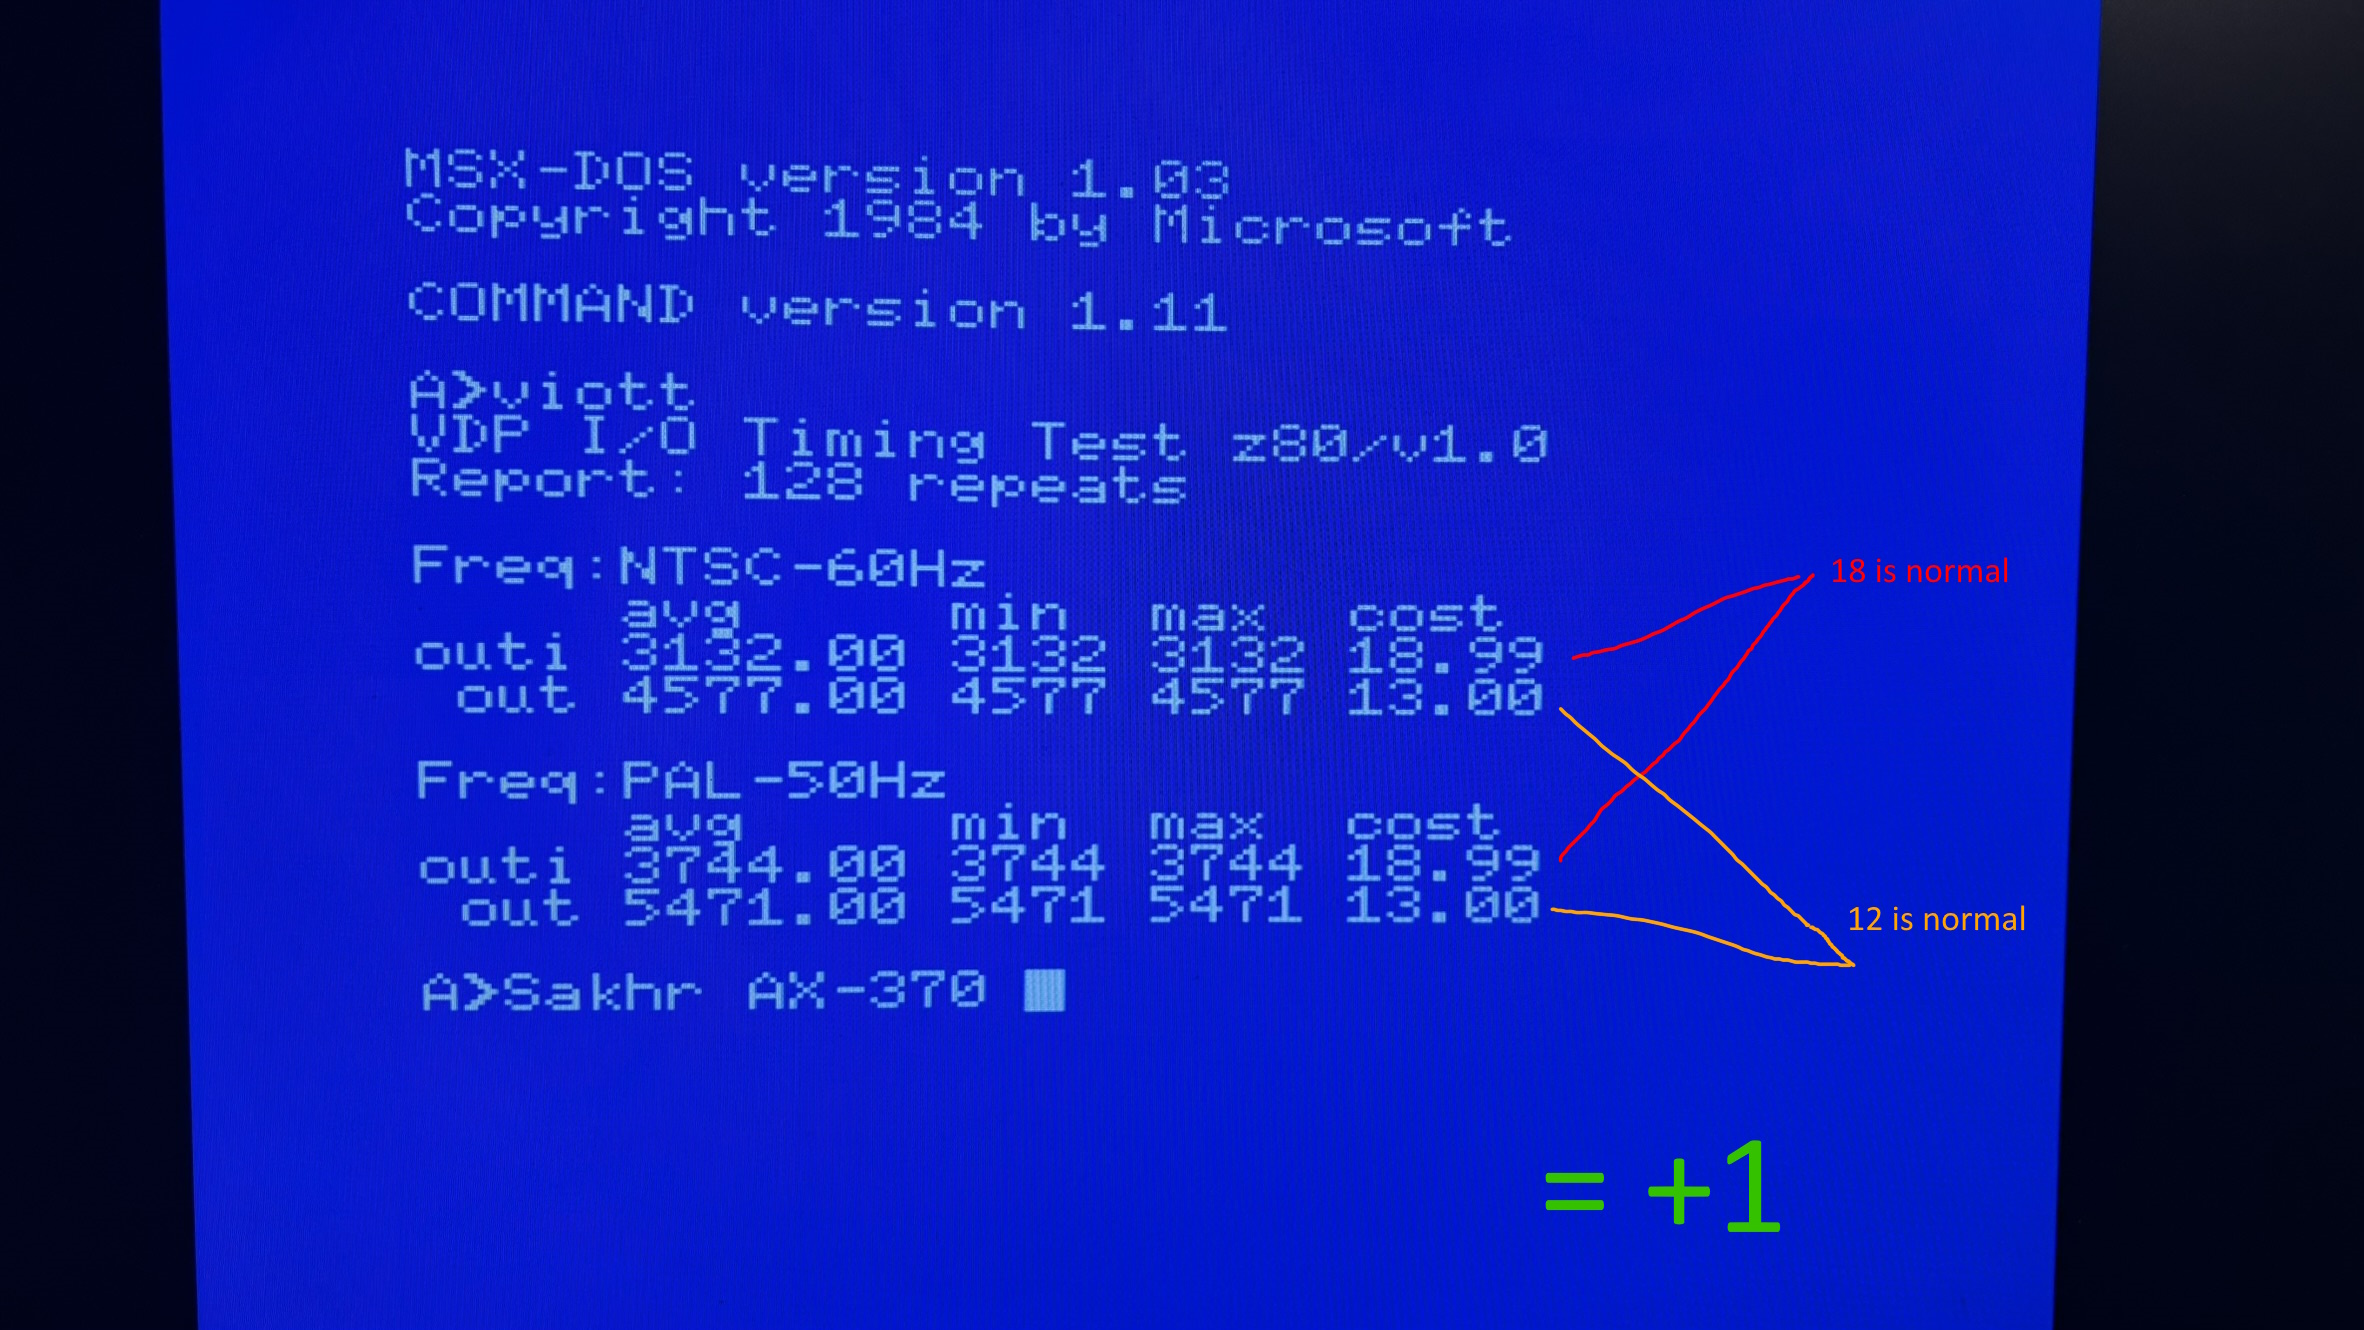 MSX-DOS version 1.03
Copyright 1984 by Microsoft
COMMAND version 1.11
A>viott
VDP I/O Timing Test z80/v1.0
Report: 128 repeats
Freq:NTSC-60Hz
avg min max cost
outi 3132.00 3132 3132 18.99
out 4577.00 4577 4577 13.00
18 is normal
Freq:PAL-50Hz
avg min max cost
outi 3744.00 3744 3744 18.99
out 5471.00 5471 5471 13.00
12 is normal
A>Sakhr AX-370
= +1